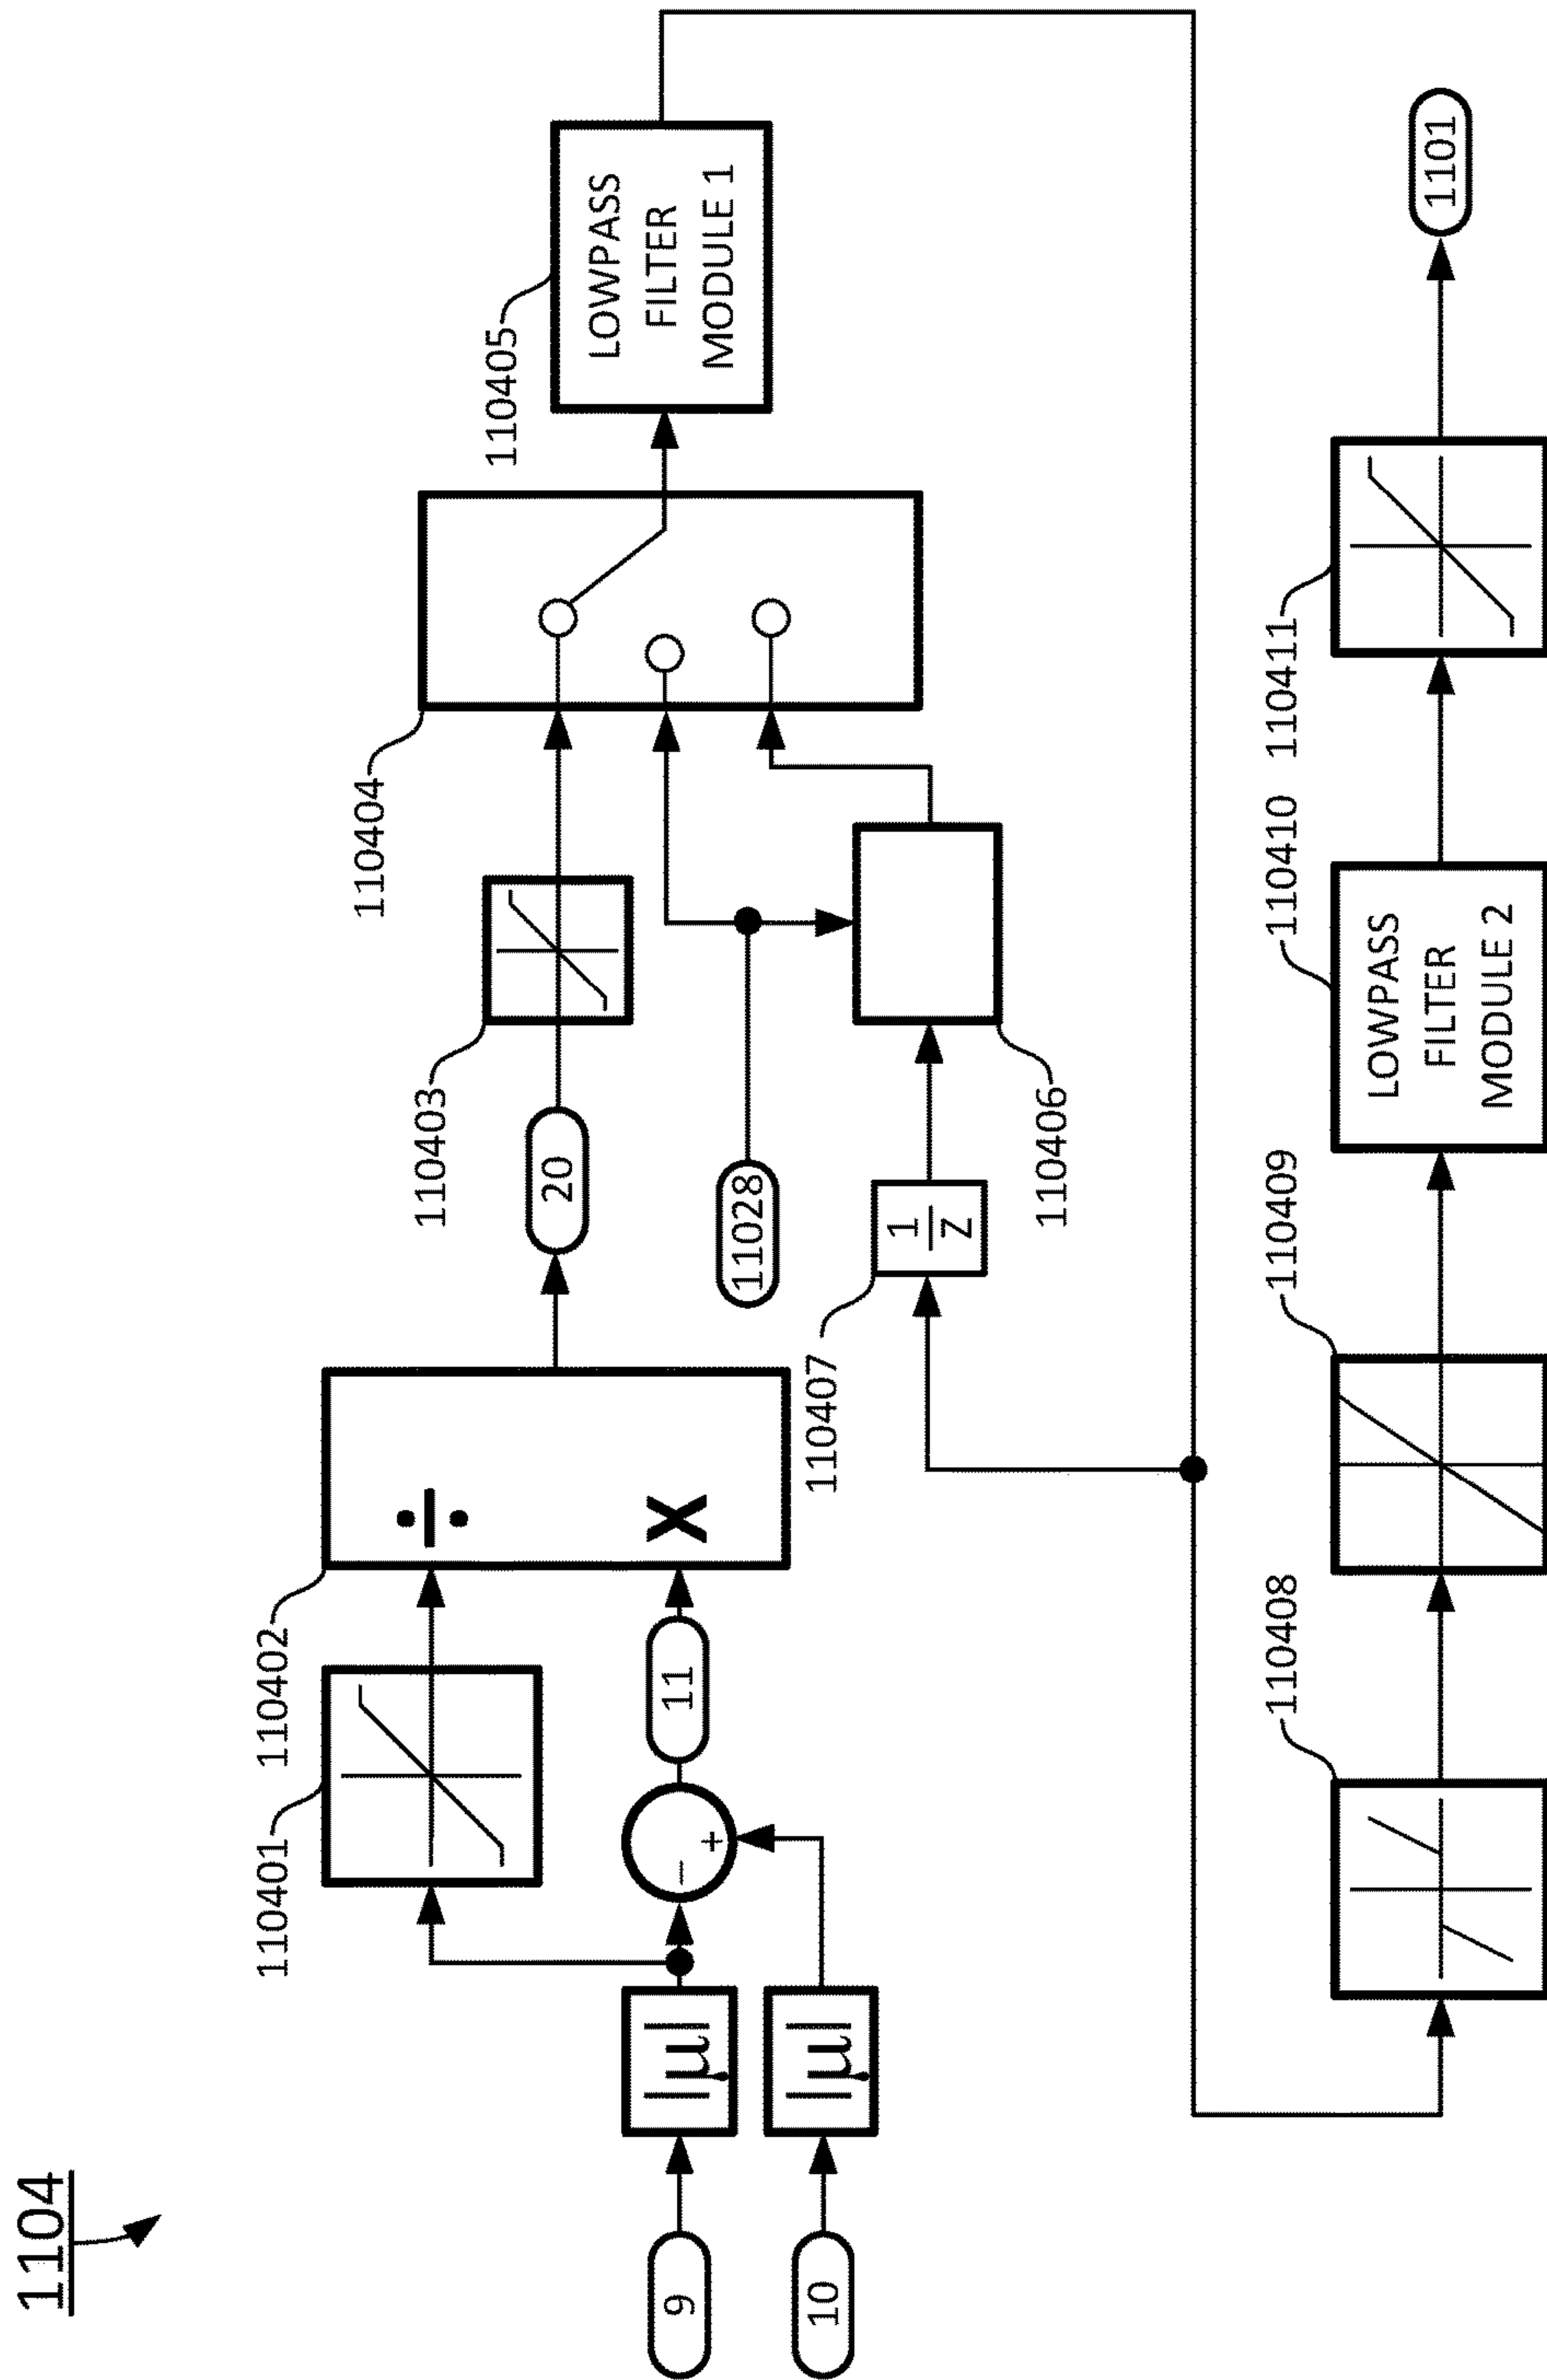 1104
9
10
|μ|
|μ|
110401
−
+
11
110402
÷
X
20
110403
11028
110404
110405
LOWPASS
FILTER
MODULE 1
110406
110407
1
Z
110408
110409
110410
LOWPASS
FILTER
MODULE 2
110411
1101